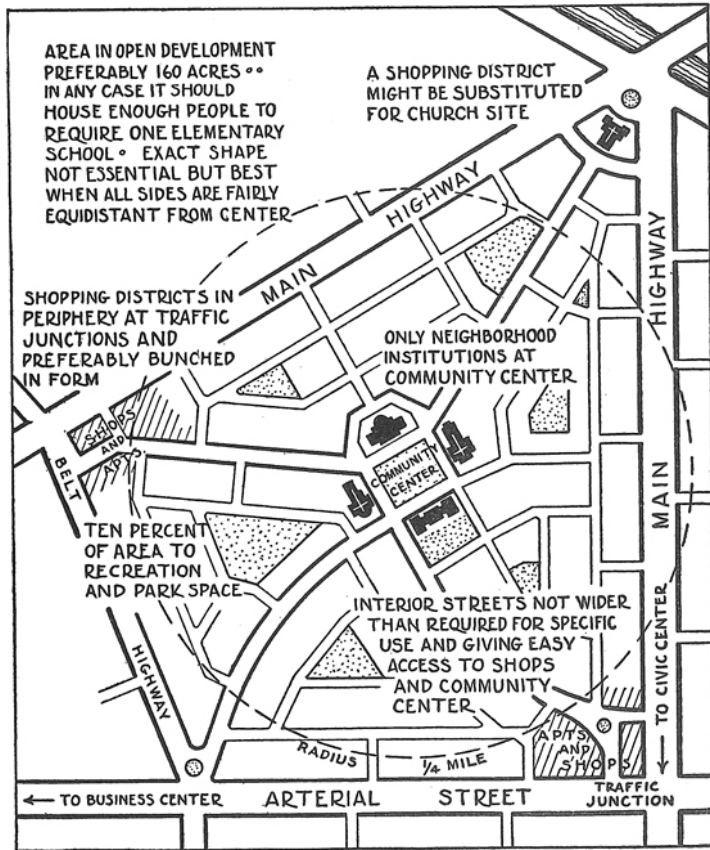 AREA IN OPEN DEVELOPMENT
PREFERABLY 160 ACRES ••
IN ANY CASE IT SHOULD
HOUSE ENOUGH PEOPLE TO
REQUIRE ONE ELEMENTARY
SCHOOL • EXACT SHAPE
NOT ESSENTIAL BUT BEST
WHEN ALL SIDES ARE FAIRLY
EQUIDISTANT FROM CENTER
A SHOPPING DISTRICT
MIGHT BE SUBSTITUTED
FOR CHURCH SITE
MAIN HIGHWAY
HIGHWAY
MAIN
SHOPPING DISTRICTS IN
PERIPHERY AT TRAFFIC
JUNCTIONS AND
PREFERABLY BUNCHED
IN FORM
ONLY NEIGHBORHOOD
INSTITUTIONS AT
COMMUNITY CENTER
SHOPS
AND
APTS.
BELT
HIGHWAY
COMMUNITY
CENTER
TEN PERCENT
OF AREA TO
RECREATION
AND PARK SPACE
INTERIOR STREETS NOT WIDER
THAN REQUIRED FOR SPECIFIC
USE AND GIVING EASY
ACCESS TO SHOPS
AND COMMUNITY
CENTER
TO CIVIC CENTER
RADIUS 1/4 MILE
APTS
AND
SHOPS
TRAFFIC
JUNCTION
← TO BUSINESS CENTER
ARTERIAL STREET